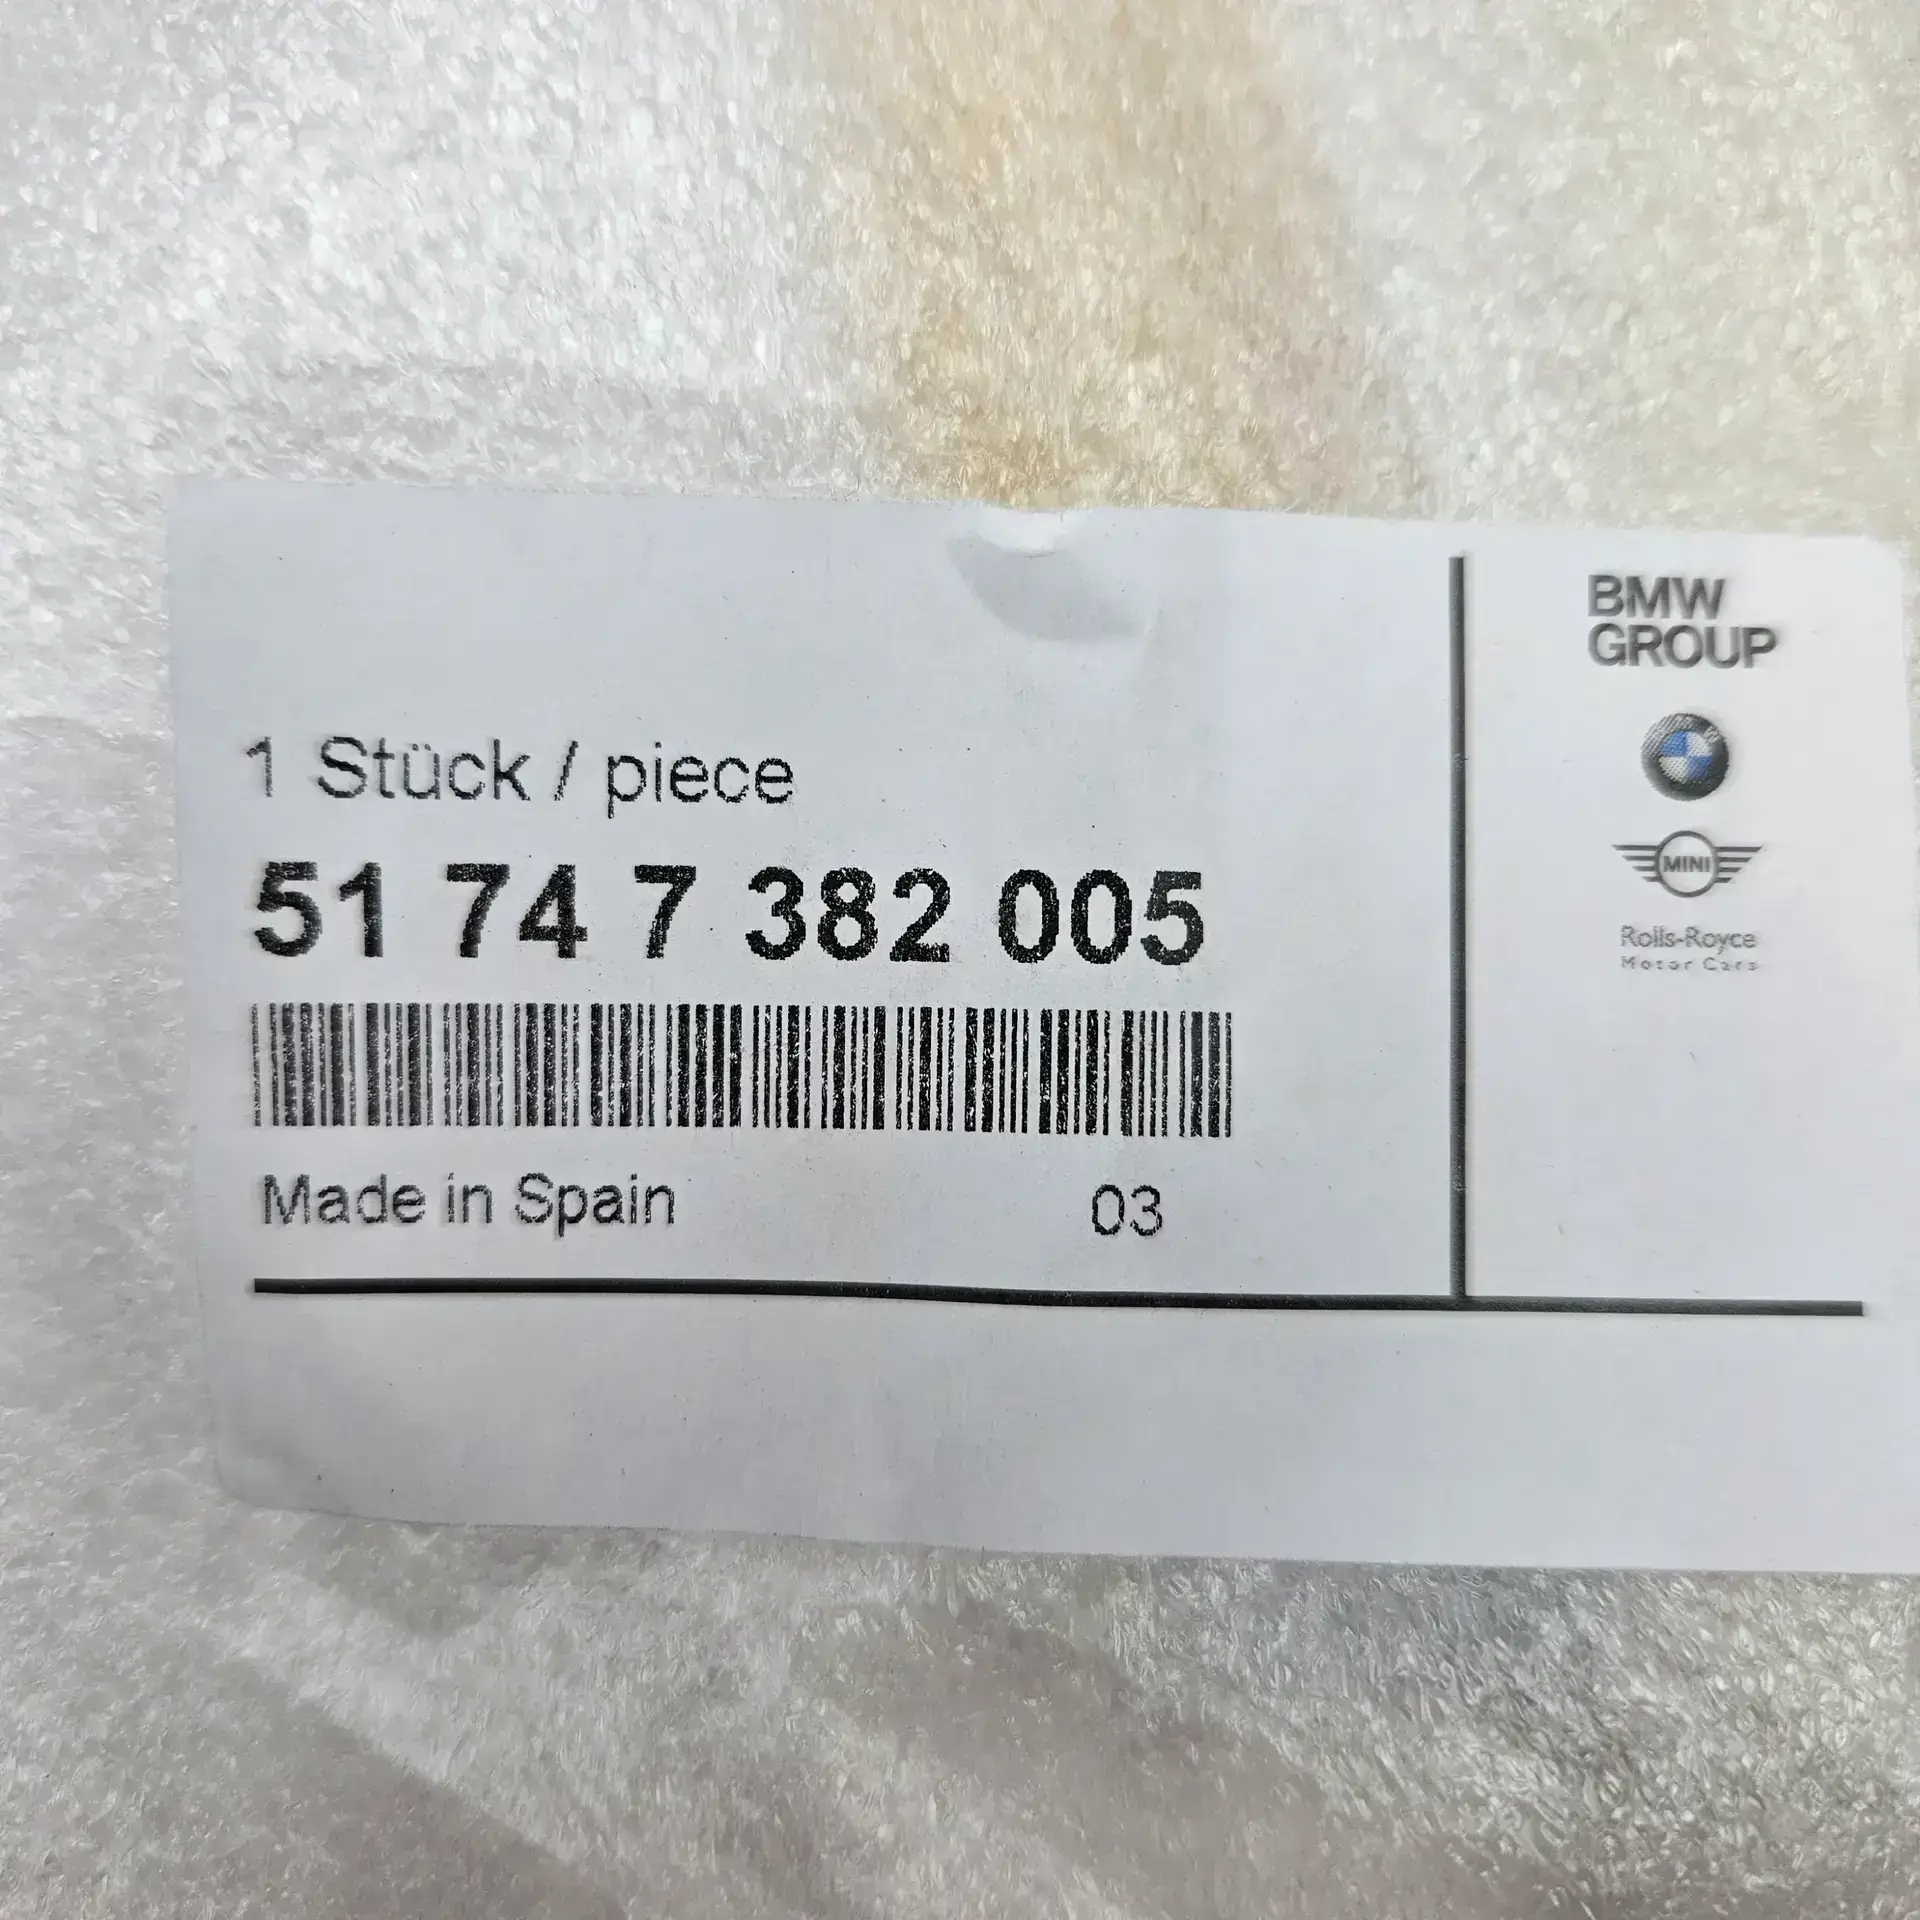 1 Stück / piece
51 74 7 382 005
Made in Spain 03
BMW
GROUP
MINI
Rolls-Royce
Motor Cars